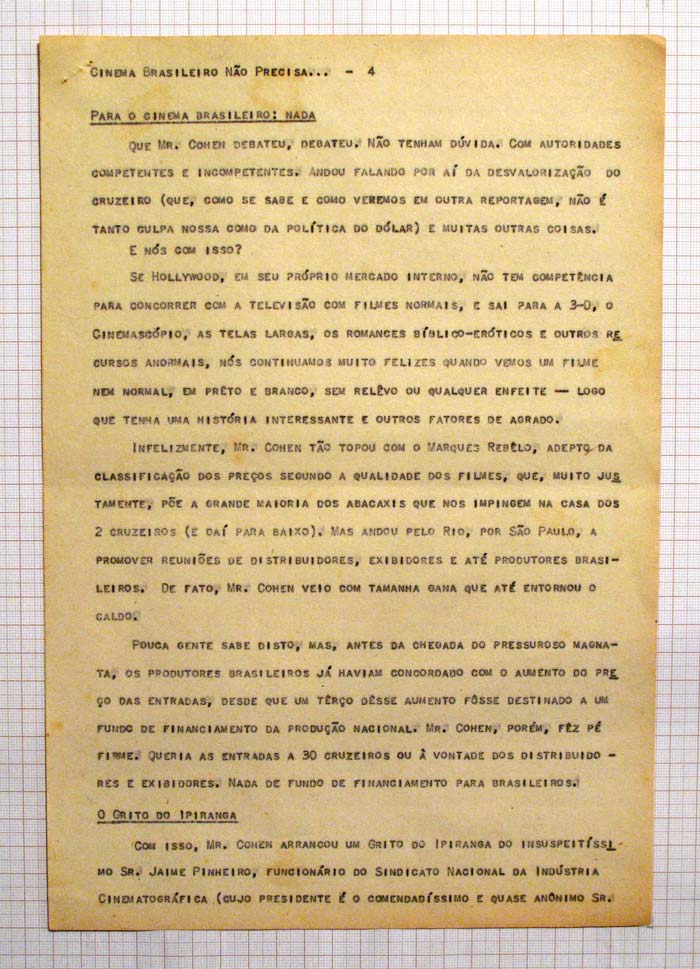 CINEMA BRASILEIRO NÃO PRECISA... - 4
PARA O CINEMA BRASILEIRO: NADA
QUE MR. COHEN DEBATEU, DEBATEU. NÃO TENHAM DÚVIDA. COM AUTORIDADES
COMPETENTES E INCOMPETENTES. ANDOU FALANDO POR AÍ DA DESVALORIZAÇÃO DO
CRUZEIRO (QUE, COMO SE SABE E COMO VEREMOS EM OUTRA REPORTAGEM, NÃO É
TANTO CULPA NOSSA COMO DA POLÍTICA DO DÓLAR) E MUITAS OUTRAS COISAS.
E NÓS COM ISSO?
SE HOLLYWOOD, EM SEU PRÓPRIO MERCADO INTERNO, NÃO TEM COMPETÊNCIA
PARA CONCORRER COM A TELEVISÃO COM FILMES NORMAIS, E SAI PARA A 3-D, O
CINEMASCÓPIO, AS TELAS LARGAS, OS ROMANCES BÍBLICO-ERÓTICOS E OUTROS RE
CURSOS ANORMAIS, NÓS CONTINUAMOS MUITO FELIZES QUANDO VEMOS UM FILME
NEM NORMAL, EM PRÊTO E BRANCO, SEM RELÊVO OU QUALQUER ENFEITE — LOGO
QUE TENHA UMA HISTÓRIA INTERESSANTE E OUTROS FATORES DE AGRADO.
INFELIZMENTE, MR. COHEN TÃO TOPOU COM O MARQUES REBÊLO, ADEPTO DA
CLASSIFICAÇÃO DOS PREÇOS SEGUNDO A QUALIDADE DOS FILMES, QUE, MUITO JUS
TAMENTE, PÕE A GRANDE MAIORIA DOS ABACAXIS QUE NOS IMPINGEM NA CASA DOS
2 CRUZEIROS (E DAÍ PARA BAIXO). MAS ANDOU PELO RIO, POR SÃO PAULO, A
PROMOVER REUNIÕES DE DISTRIBUIDORES, EXIBIDORES E ATÉ PRODUTORES BRASI-
LEIROS. DE FATO, MR. COHEN VEIO COM TAMANHA GANA QUE ATÉ ENTORNOU O
CALDO.
POUCA GENTE SABE DISTO, MAS, ANTES DA CHEGADA DO PRESSUROSO MAGNA-
TA, OS PRODUTORES BRASILEIROS JÁ HAVIAM CONCORDADO COM O AUMENTO DO PRE
ÇO DAS ENTRADAS, DESDE QUE UM TÊRÇO DÊSSE AUMENTO FÔSSE DESTINADO A UM
FUNDO DE FINANCIAMENTO DA PRODUÇÃO NACIONAL. MR. COHEN, PORÉM, FÊZ PÉ
FIRME. QUERIA AS ENTRADAS A 30 CRUZEIROS OU À VONTADE DOS DISTRIBUIDO-
RES E EXIBIDORES. NADA DE FUNDO DE FINANCIAMENTO PARA BRASILEIROS.
O GRITO DO IPIRANGA
COM ISSO, MR. COHEN ARRANCOU UM GRITO DO IPIRANGA DO INSUSPEITÍSSI-
MO SR. JAIME PINHEIRO, FUNCIONÁRIO DO SINDICATO NACIONAL DA INDÚSTRIA
CINEMATOGRÁFICA (CUJO PRESIDENTE É O COMENDADÍSSIMO E QUASE ANÔNIMO SR.